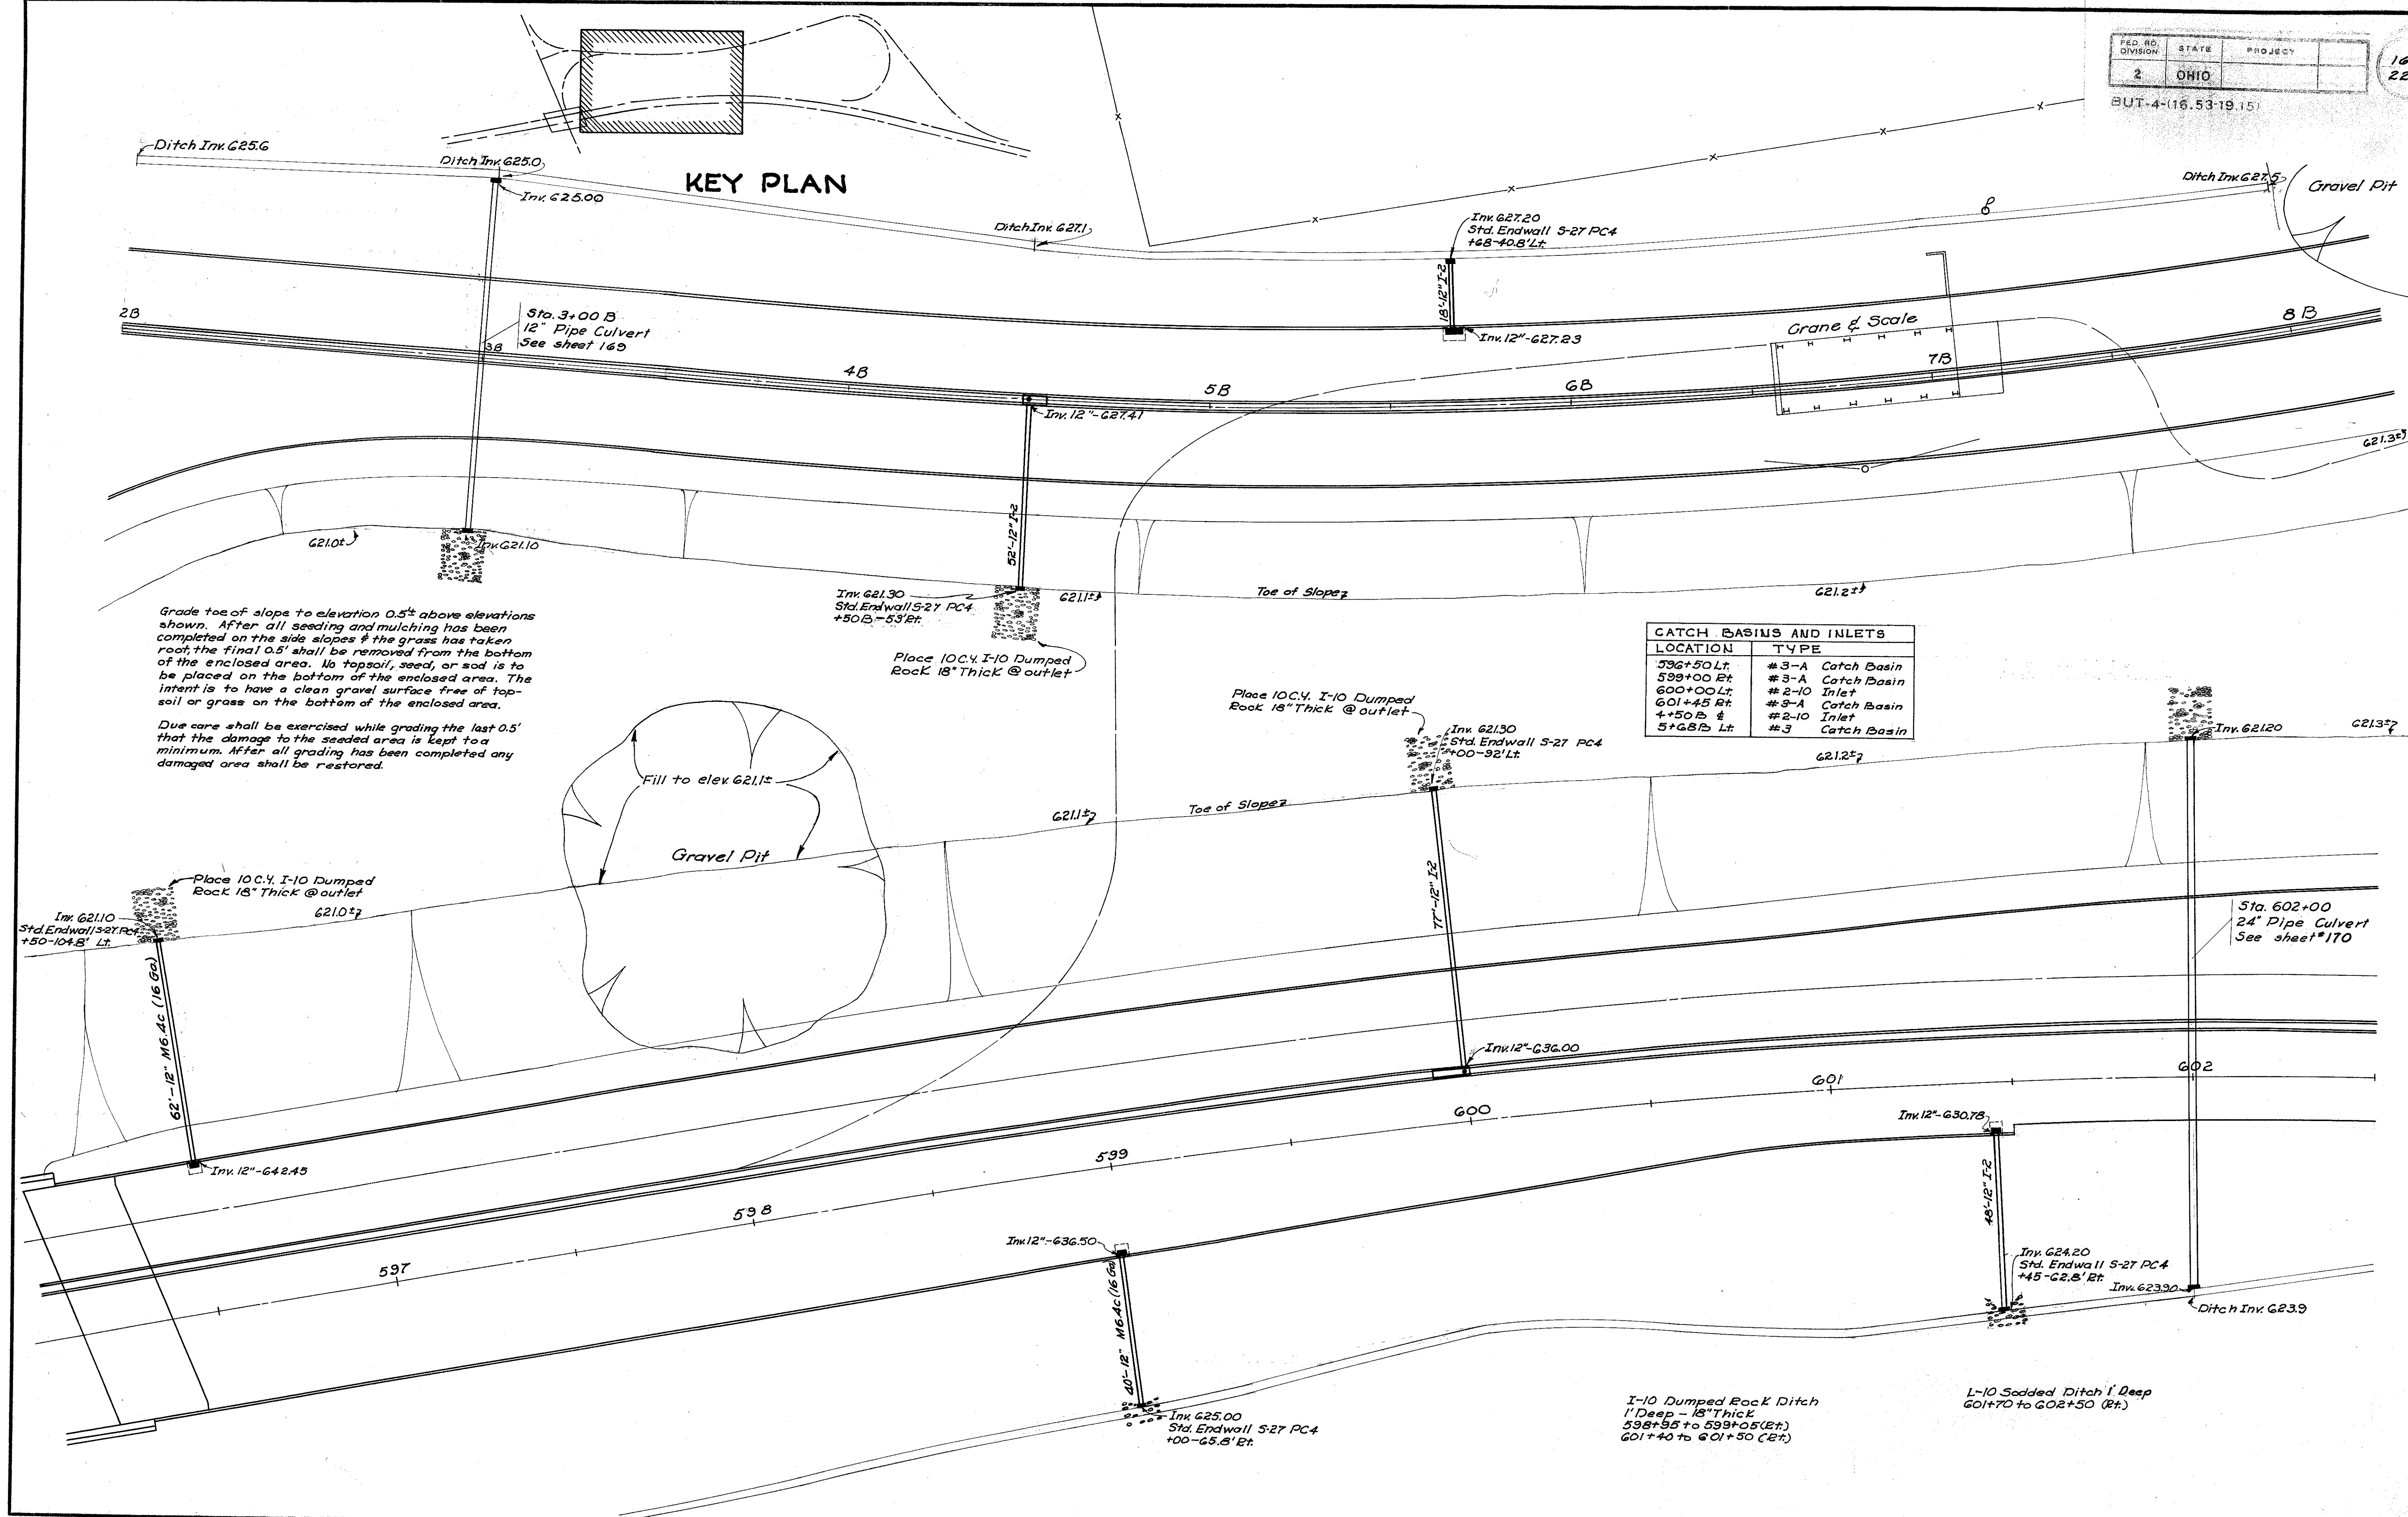 FED. RD. DIVISION STATE PROJECT
2 OHIO
BUT-4-(16.53-19.15)
KEY PLAN
Ditch Inv. 625.6
Ditch Inv. 625.0
Inv. 625.00
Ditch Inv. 627.1
Inv. 627.20
Std. Endwall S-27 PC4
+68-40.8' Lt.
18'-12" I-2
Inv. 12"-627.23
Ditch Inv. 627.5
Gravel Pit
2B
Sta. 3+00 B
12" Pipe Culvert
See sheet 169
3B
4B
5B
6B
7B
8B
Crane & Scale
Inv. 12"-627.41
52'-12" I-2
621.3±
621.0±
Inv. 621.10
Inv. 621.30
Std. Endwall S-27 PC4
+50B-53' Rt.
621.1±
Toe of Slope
621.2±
Place 10 C.Y. I-10 Dumped
Rock 18" Thick @ outlet
Grade toe of slope to elevation 0.5'± above elevations
shown. After all seeding and mulching has been
completed on the side slopes & the grass has taken
root, the final 0.5' shall be removed from the bottom
of the enclosed area. No topsoil, seed, or sod is to
be placed on the bottom of the enclosed area. The
intent is to have a clean gravel surface free of top-
soil or grass on the bottom of the enclosed area.
Due care shall be exercised while grading the last 0.5'
that the damage to the seeded area is kept to a
minimum. After all grading has been completed any
damaged area shall be restored.
CATCH BASINS AND INLETS
LOCATION TYPE
596+50 Lt. #3-A Catch Basin
599+00 Rt. #3-A Catch Basin
600+00 Lt. #2-10 Inlet
601+45 Rt. #3-A Catch Basin
4+50B ℄ #2-10 Inlet
5+68B Lt. #3 Catch Basin
Place 10 C.Y. I-10 Dumped
Rock 18" Thick @ outlet
Inv. 621.30
Std. Endwall S-27 PC4
+00-92' Lt.
Inv. 621.20
621.3±
621.2±
Fill to elev. 621.1±
Gravel Pit
621.1±
Toe of Slope
Place 10 C.Y. I-10 Dumped
Rock 18" Thick @ outlet
621.0±
Inv. 621.10
Std. Endwall S-27 PC4
+50-104.8' Lt.
62'-12" M6.4c (16 Ga.)
Inv. 12"-642.45
77'-12" I-2
Sta. 602+00
24" Pipe Culvert
See sheet #170
Inv. 12"-636.00
597
598
599
600
601
602
Inv. 12"-636.50
40'-12" M6.4c (16 Ga)
Inv. 625.00
Std. Endwall S-27 PC4
+00-65.8' Rt.
Inv. 12"-630.78
48'-12" I-2
Inv. 624.20
Std. Endwall S-27 PC4
+45-62.8' Rt.
Inv. 623.90
Ditch Inv. 623.9
I-10 Dumped Rock Ditch
1' Deep - 18" Thick
598+95 to 599+05 (Rt.)
601+40 to 601+50 (Rt.)
L-10 Sodded Ditch 1' Deep
601+70 to 602+50 (Rt.)